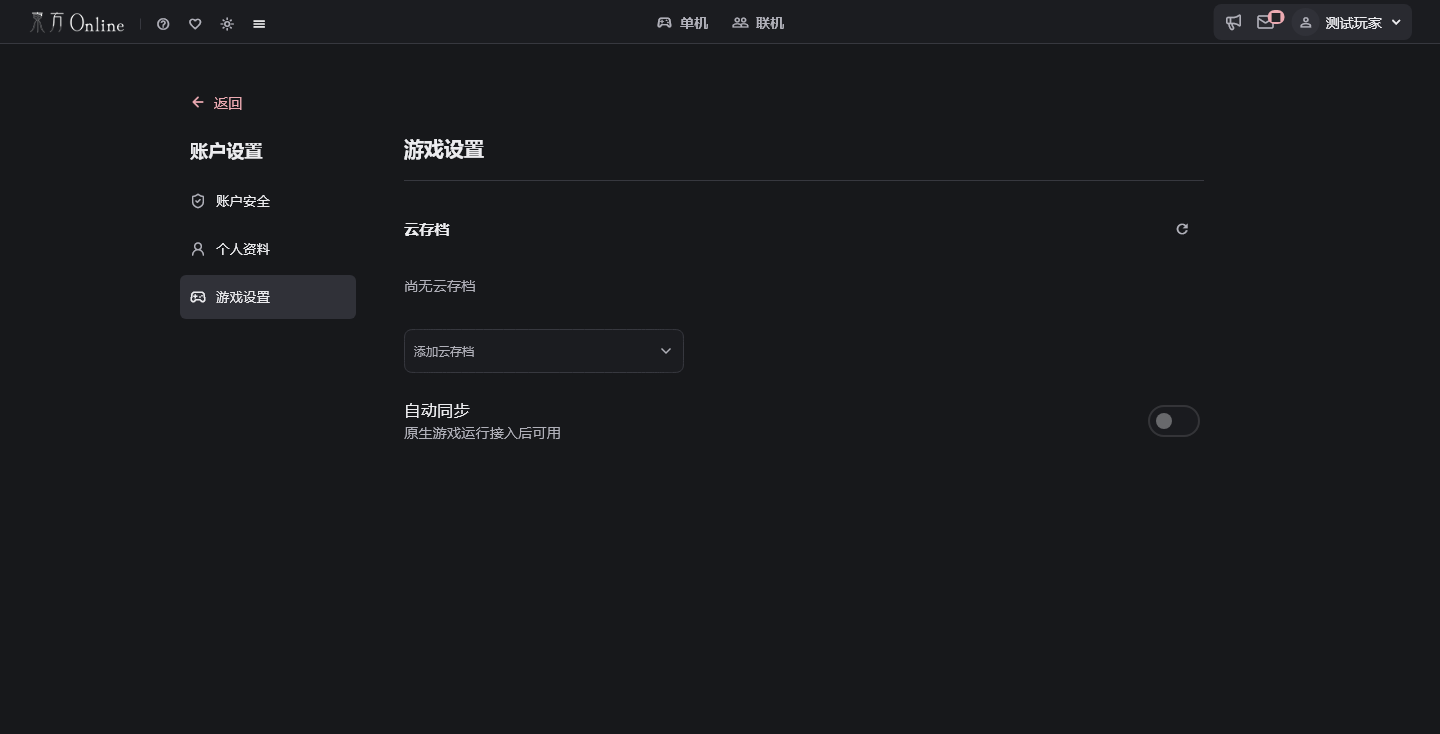 東方Online
单机
联机
测试玩家
返回
账户设置
账户安全
个人资料
游戏设置
游戏设置
云存档
尚无云存档
添加云存档
自动同步
原生游戏运行接入后可用